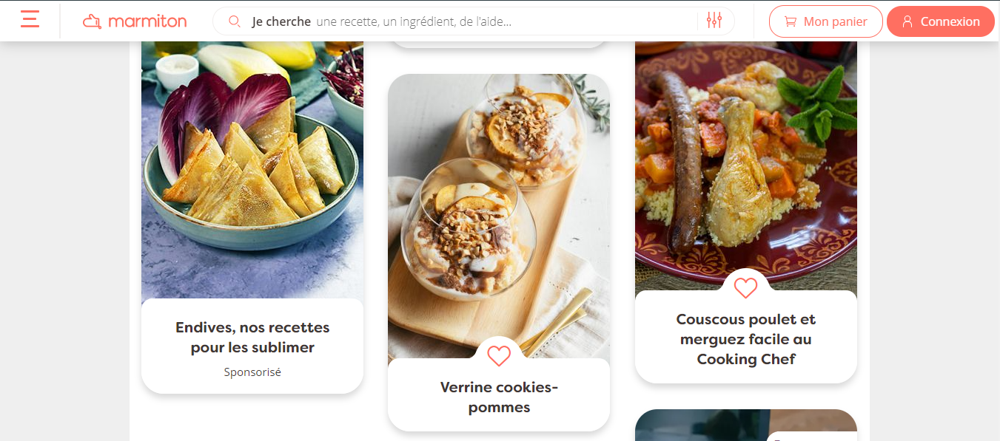 marmiton
Je cherche une recette, un ingrédient, de l'aide...
Mon panier
Connexion
Endives, nos recettes
pour les sublimer
Sponsorisé
Verrine cookies-
pommes
Couscous poulet et
merguez facile au
Cooking Chef